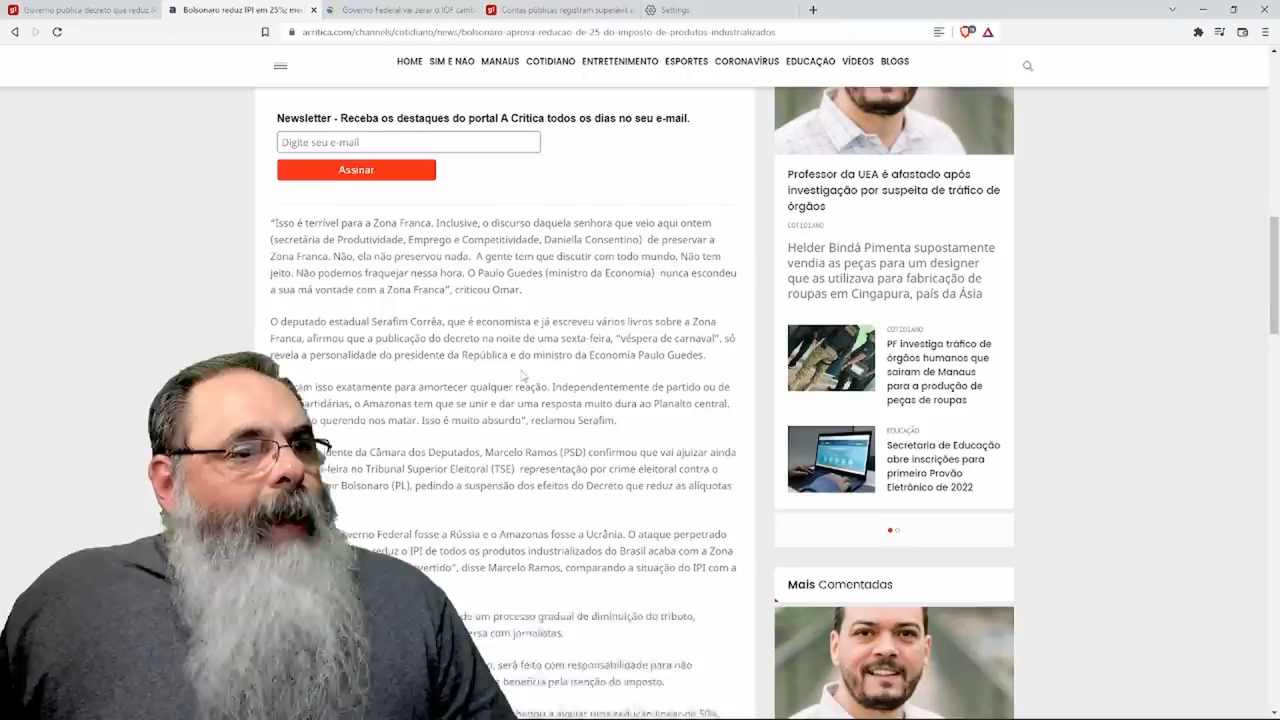 Governo publica decreto que reduz IP
Bolsonaro reduz IPI em 25%; me
Governo federal vai zerar o IOF cam
Contas públicas registram superávit a
Settings
acritica.com/channels/cotidiano/news/bolsonaro-aprova-reducao-de-25-do-imposto-de-produtos-industrializados
HOME SIM E NÃO MANAUS COTIDIANO ENTRETENIMENTO ESPORTES CORONAVÍRUS EDUCAÇÃO VÍDEOS BLOGS
Newsletter - Receba os destaques do portal A Crítica todos os dias no seu e-mail.
Digite seu e-mail
Assinar
“Isso é terrível para a Zona Franca. Inclusive, o discurso daquela senhora que veio aqui ontem
(secretária de Produtividade, Emprego e Competitividade, Daniella Consentino) de preservar a
Zona Franca. Não, ela não preservou nada. A gente tem que discutir com todo mundo. Não tem
jeito. Não podemos fraquejar nessa hora. O Paulo Guedes (ministro da Economia) nunca escondeu
a sua má vontade com a Zona Franca”, criticou Omar.
O deputado estadual Serafim Corrêa, que é economista e já escreveu vários livros sobre a Zona
Franca, afirmou que a publicação do decreto na noite de uma sexta-feira, “véspera de carnaval”, só
revela a personalidade do presidente da República e do ministro da Economia Paulo Guedes.
isso exatamente para amortecer qualquer reação. Independentemente de partido ou de
partidárias, o Amazonas tem que se unir e dar uma resposta muito dura ao Planalto central.
querendo nos matar. Isso é muito absurdo”, reclamou Serafim.
da Câmara dos Deputados, Marcelo Ramos (PSD) confirmou que vai ajuizar ainda
no Tribunal Superior Eleitoral (TSE) representação por crime eleitoral contra o
Bolsonaro (PL), pedindo a suspensão dos efeitos do Decreto que reduz as alíquotas
Federal fosse a Rússia e o Amazonas fosse a Ucrânia. O ataque perpetrado
reduz o IPI de todos os produtos industrializados do Brasil acaba com a Zona
disse Marcelo Ramos, comparando a situação do IPI com a
de um processo gradual de diminuição do tributo,
com jornalistas.
será feito com responsabilidade para não
beneficia pela isenção do imposto.
a avaliar uma redução linear de 50%,
Professor da UEA é afastado após
investigação por suspeita de tráfico de
órgãos
COTIDIANO
Helder Bindá Pimenta supostamente
vendia as peças para um designer
que as utilizava para fabricação de
roupas em Cingapura, país da Ásia
COTIDIANO
PF investiga tráfico de
órgãos humanos que
saíram de Manaus
para a produção de
peças de roupas
EDUCAÇÃO
Secretaria de Educação
abre inscrições para
primeiro Provão
Eletrônico de 2022
Mais Comentadas